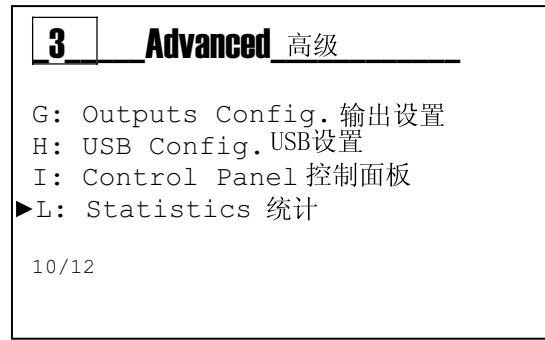 3 Advanced 高级
G: Outputs Config. 输出设置
H: USB Config. USB设置
I: Control Panel 控制面板
►L: Statistics 统计
10/12